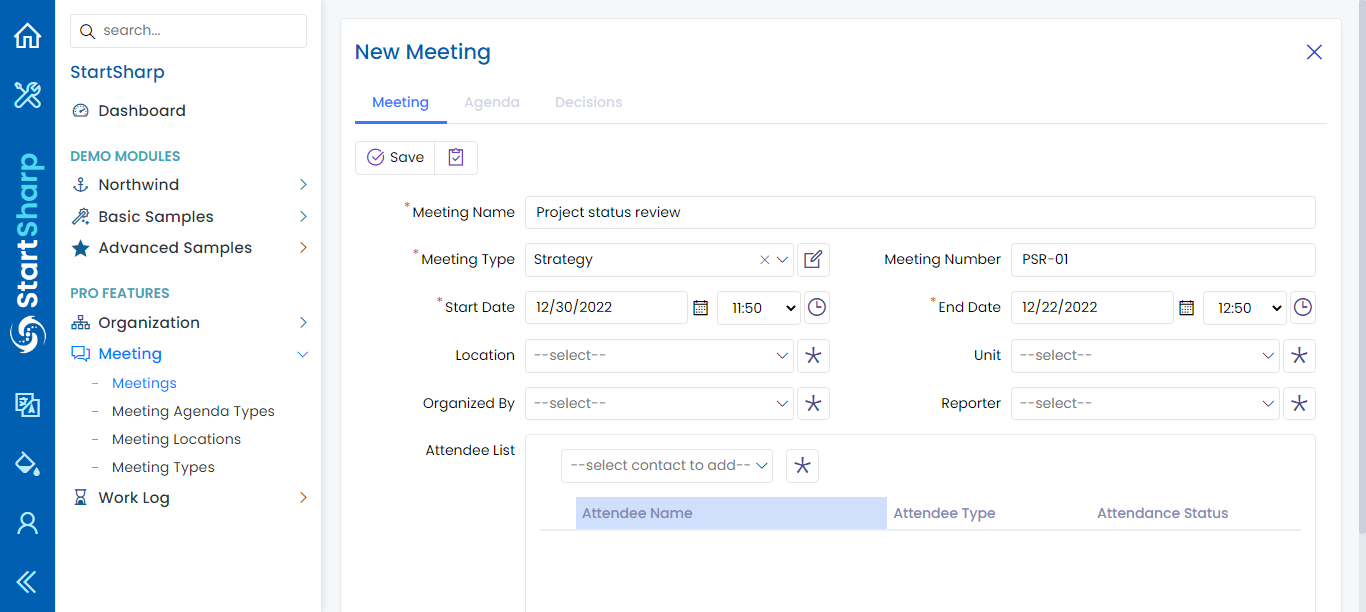 StartSharp
search...
StartSharp
Dashboard
DEMO MODULES
Northwind
Basic Samples
Advanced Samples
PRO FEATURES
Organization
Meeting
– Meetings
– Meeting Agenda Types
– Meeting Locations
– Meeting Types
Work Log
New Meeting
Meeting Agenda Decisions
Save
*Meeting Name Project status review
*Meeting Type Strategy Meeting Number PSR-01
*Start Date 12/30/2022 11:50 *End Date 12/22/2022 12:50
Location --select-- Unit --select--
Organized By --select-- Reporter --select--
Attendee List
--select contact to add--
Attendee Name Attendee Type Attendance Status